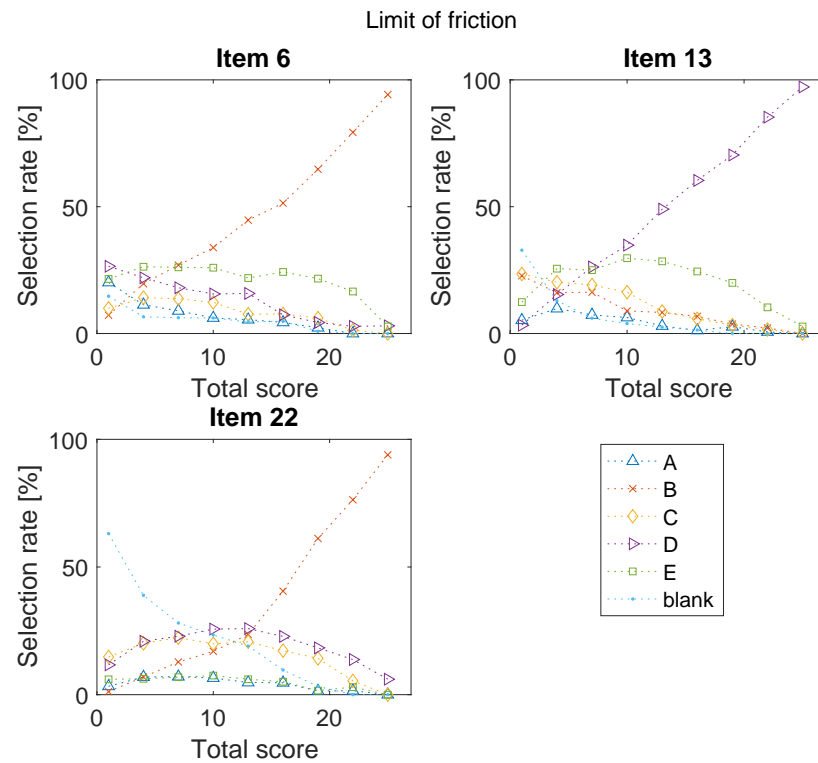 Limit of friction
Item 6
Selection rate [%]
100
50
0
0
10
20
Total score
Item 13
Selection rate [%]
100
50
0
0
10
20
Total score
Item 22
Selection rate [%]
100
50
0
0
10
20
Total score
A
B
C
D
E
blank